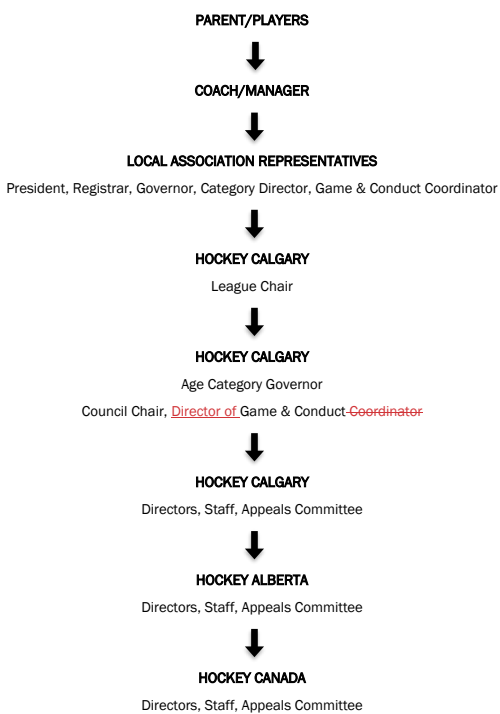 PARENT/PLAYERS
COACH/MANAGER
LOCAL ASSOCIATION REPRESENTATIVES
President, Registrar, Governor, Category Director, Game & Conduct Coordinator
HOCKEY CALGARY
League Chair
HOCKEY CALGARY
Age Category Governor
Council Chair, Director of Game & Conduct Coordinator
HOCKEY CALGARY
Directors, Staff, Appeals Committee
HOCKEY ALBERTA
Directors, Staff, Appeals Committee
HOCKEY CANADA
Directors, Staff, Appeals Committee